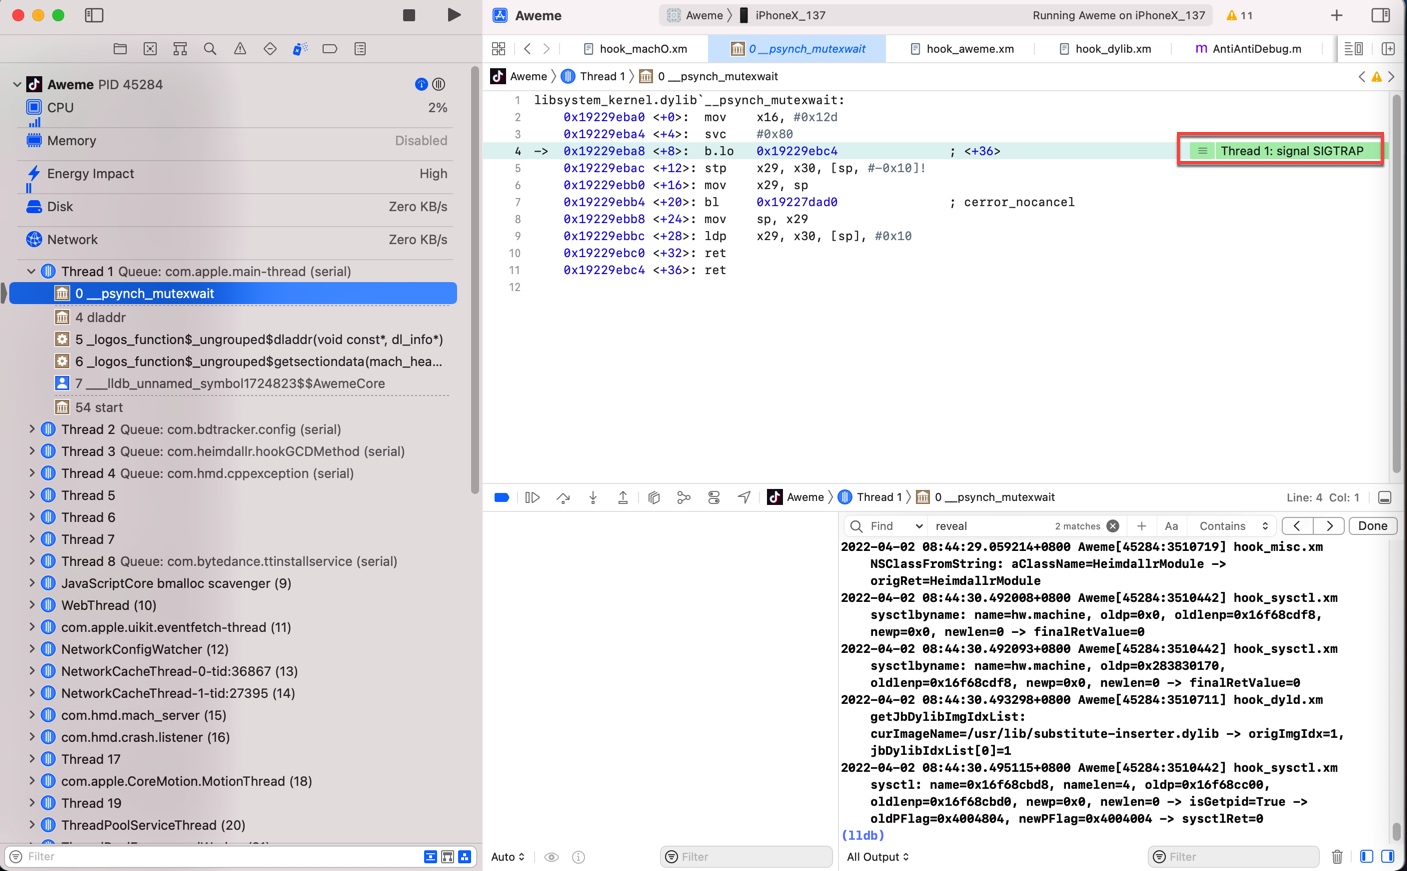 Aweme
Aweme
iPhoneX_137
Running Aweme on iPhoneX_137
11
hook_machO.xm
0 __psynch_mutexwait
hook_aweme.xm
hook_dylib.xm
AntiAntiDebug.m
Aweme PID 45284
CPU 2%
Memory Disabled
Energy Impact High
Disk Zero KB/s
Network Zero KB/s
Thread 1 Queue: com.apple.main-thread (serial)
0 __psynch_mutexwait
4 dladdr
5 _logos_function$_ungrouped$dladdr(void const*, dl_info*)
6 _logos_function$_ungrouped$getsectiondata(mach_hea...
7 ___lldb_unnamed_symbol1724823$$AwemeCore
54 start
Thread 2 Queue: com.bdtracker.config (serial)
Thread 3 Queue: com.heimdallr.hookGCDMethod (serial)
Thread 4 Queue: com.hmd.cppexception (serial)
Thread 5
Thread 6
Thread 7
Thread 8 Queue: com.bytedance.ttinstallservice (serial)
JavaScriptCore bmalloc scavenger (9)
WebThread (10)
com.apple.uikit.eventfetch-thread (11)
NetworkConfigWatcher (12)
NetworkCacheThread-0-tid:36867 (13)
NetworkCacheThread-1-tid:27395 (14)
com.hmd.mach_server (15)
com.hmd.crash.listener (16)
Thread 17
com.apple.CoreMotion.MotionThread (18)
Thread 19
ThreadPoolServiceThread (20)
Filter
Aweme Thread 1 0 __psynch_mutexwait
1 libsystem_kernel.dylib`__psynch_mutexwait:
2 0x19229eba0 <+0>: mov x16, #0x12d
3 0x19229eba4 <+4>: svc #0x80
4 -> 0x19229eba8 <+8>: b.lo 0x19229ebc4 ; <+36>
Thread 1: signal SIGTRAP
5 0x19229ebac <+12>: stp x29, x30, [sp, #-0x10]!
6 0x19229ebb0 <+16>: mov x29, sp
7 0x19229ebb4 <+20>: bl 0x19227dad0 ; cerror_nocancel
8 0x19229ebb8 <+24>: mov sp, x29
9 0x19229ebbc <+28>: ldp x29, x30, [sp], #0x10
10 0x19229ebc0 <+32>: ret
11 0x19229ebc4 <+36>: ret
12
Aweme Thread 1 0 __psynch_mutexwait
Line: 4 Col: 1
Find reveal 2 matches Aa Contains Done
2022-04-02 08:44:29.059214+0800 Aweme[45284:3510719] hook_misc.xm
NSClassFromString: aClassName=HeimdallrModule ->
origRet=HeimdallrModule
2022-04-02 08:44:30.492008+0800 Aweme[45284:3510442] hook_sysctl.xm
sysctlbyname: name=hw.machine, oldp=0x0, oldlenp=0x16f68cdf8,
newp=0x0, newlen=0 -> finalRetValue=0
2022-04-02 08:44:30.492093+0800 Aweme[45284:3510442] hook_sysctl.xm
sysctlbyname: name=hw.machine, oldp=0x283830170,
oldlenp=0x16f68cdf8, newp=0x0, newlen=0 -> finalRetValue=0
2022-04-02 08:44:30.493298+0800 Aweme[45284:3510711] hook_dyld.xm
getJbDylibImgIdxList:
curImageName=/usr/lib/substitute-inserter.dylib -> origImgIdx=1,
jbDylibIdxList[0]=1
2022-04-02 08:44:30.495115+0800 Aweme[45284:3510442] hook_sysctl.xm
sysctl: name=0x16f68cbd8, namelen=4, oldp=0x16f68cc00,
oldlenp=0x16f68cbd0, newp=0x0, newlen=0 -> isGetpid=True ->
oldPFlag=0x4004804, newPFlag=0x4004004 -> sysctlRet=0
(lldb)
Auto
Filter
All Output
Filter